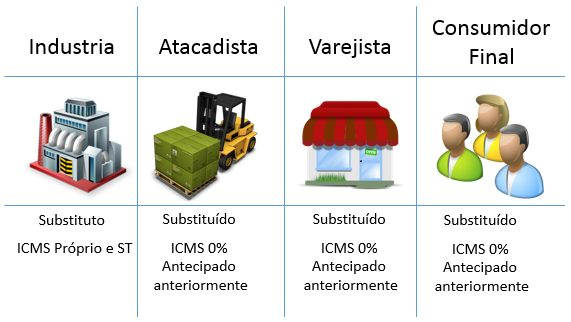 Industria
Atacadista
Varejista
Consumidor
Final
OPEN
Substituto
Substituído
Substituído
Substituído
ICMS Próprio e ST
ICMS 0%
Antecipado
anteriormente
ICMS 0%
Antecipado
anteriormente
ICMS 0%
Antecipado
anteriormente